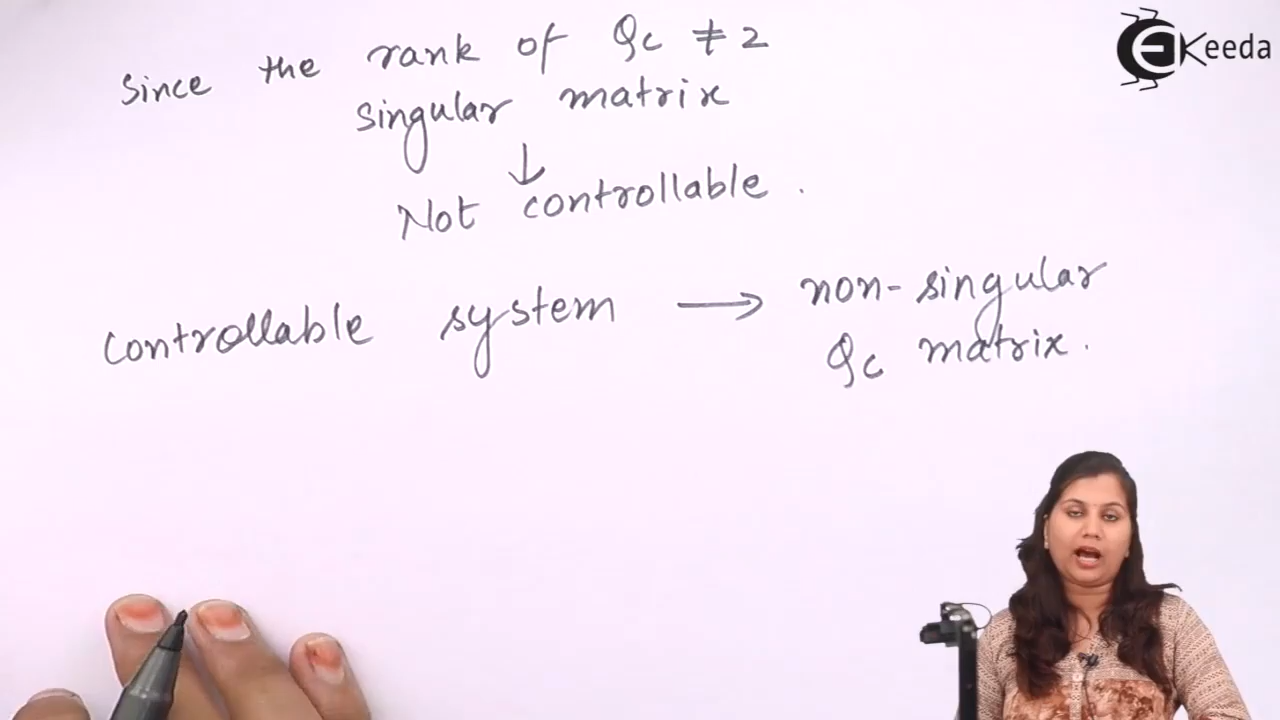 since the rank of Qc ≠ 2
singular matrix
↓
Not controllable .
controllable system → non-singular
Qc matrix .
EKeeda